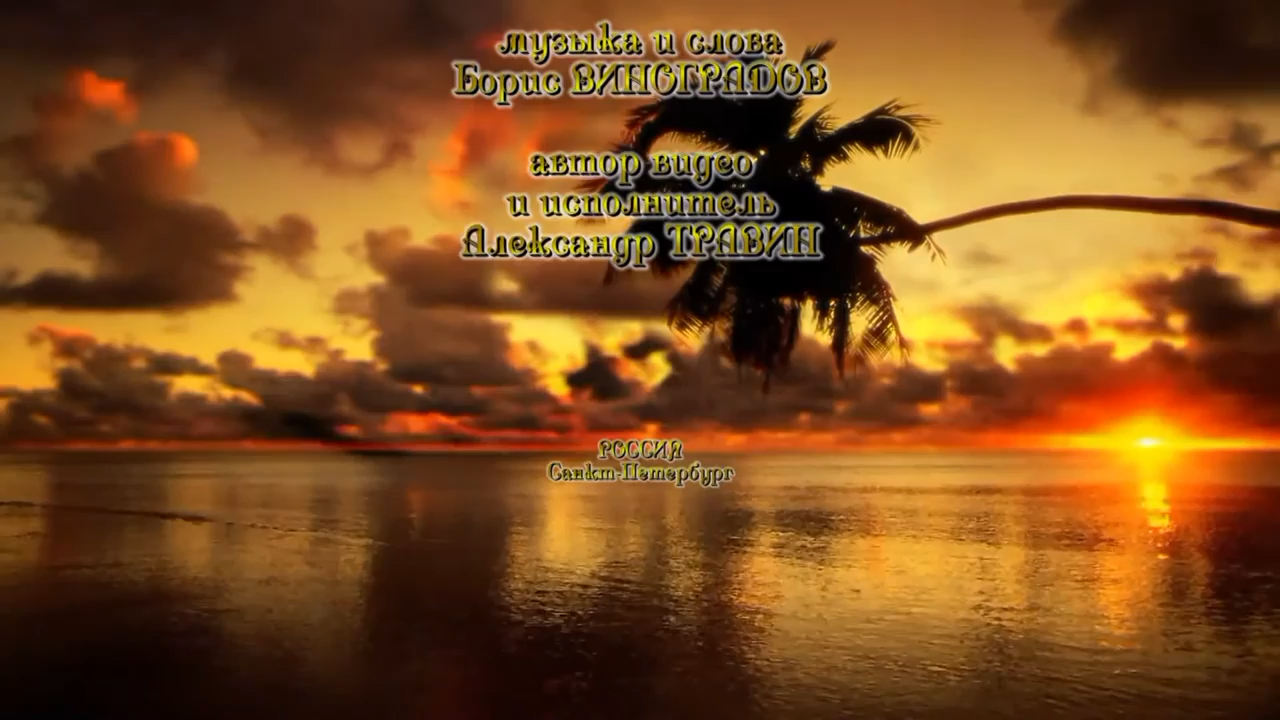 музыка и слова
Борис ВИНОГРАДОВ
автор видео
и исполнитель
Александр ТРАВИН
РОССИЯ
Санкт-Петербург